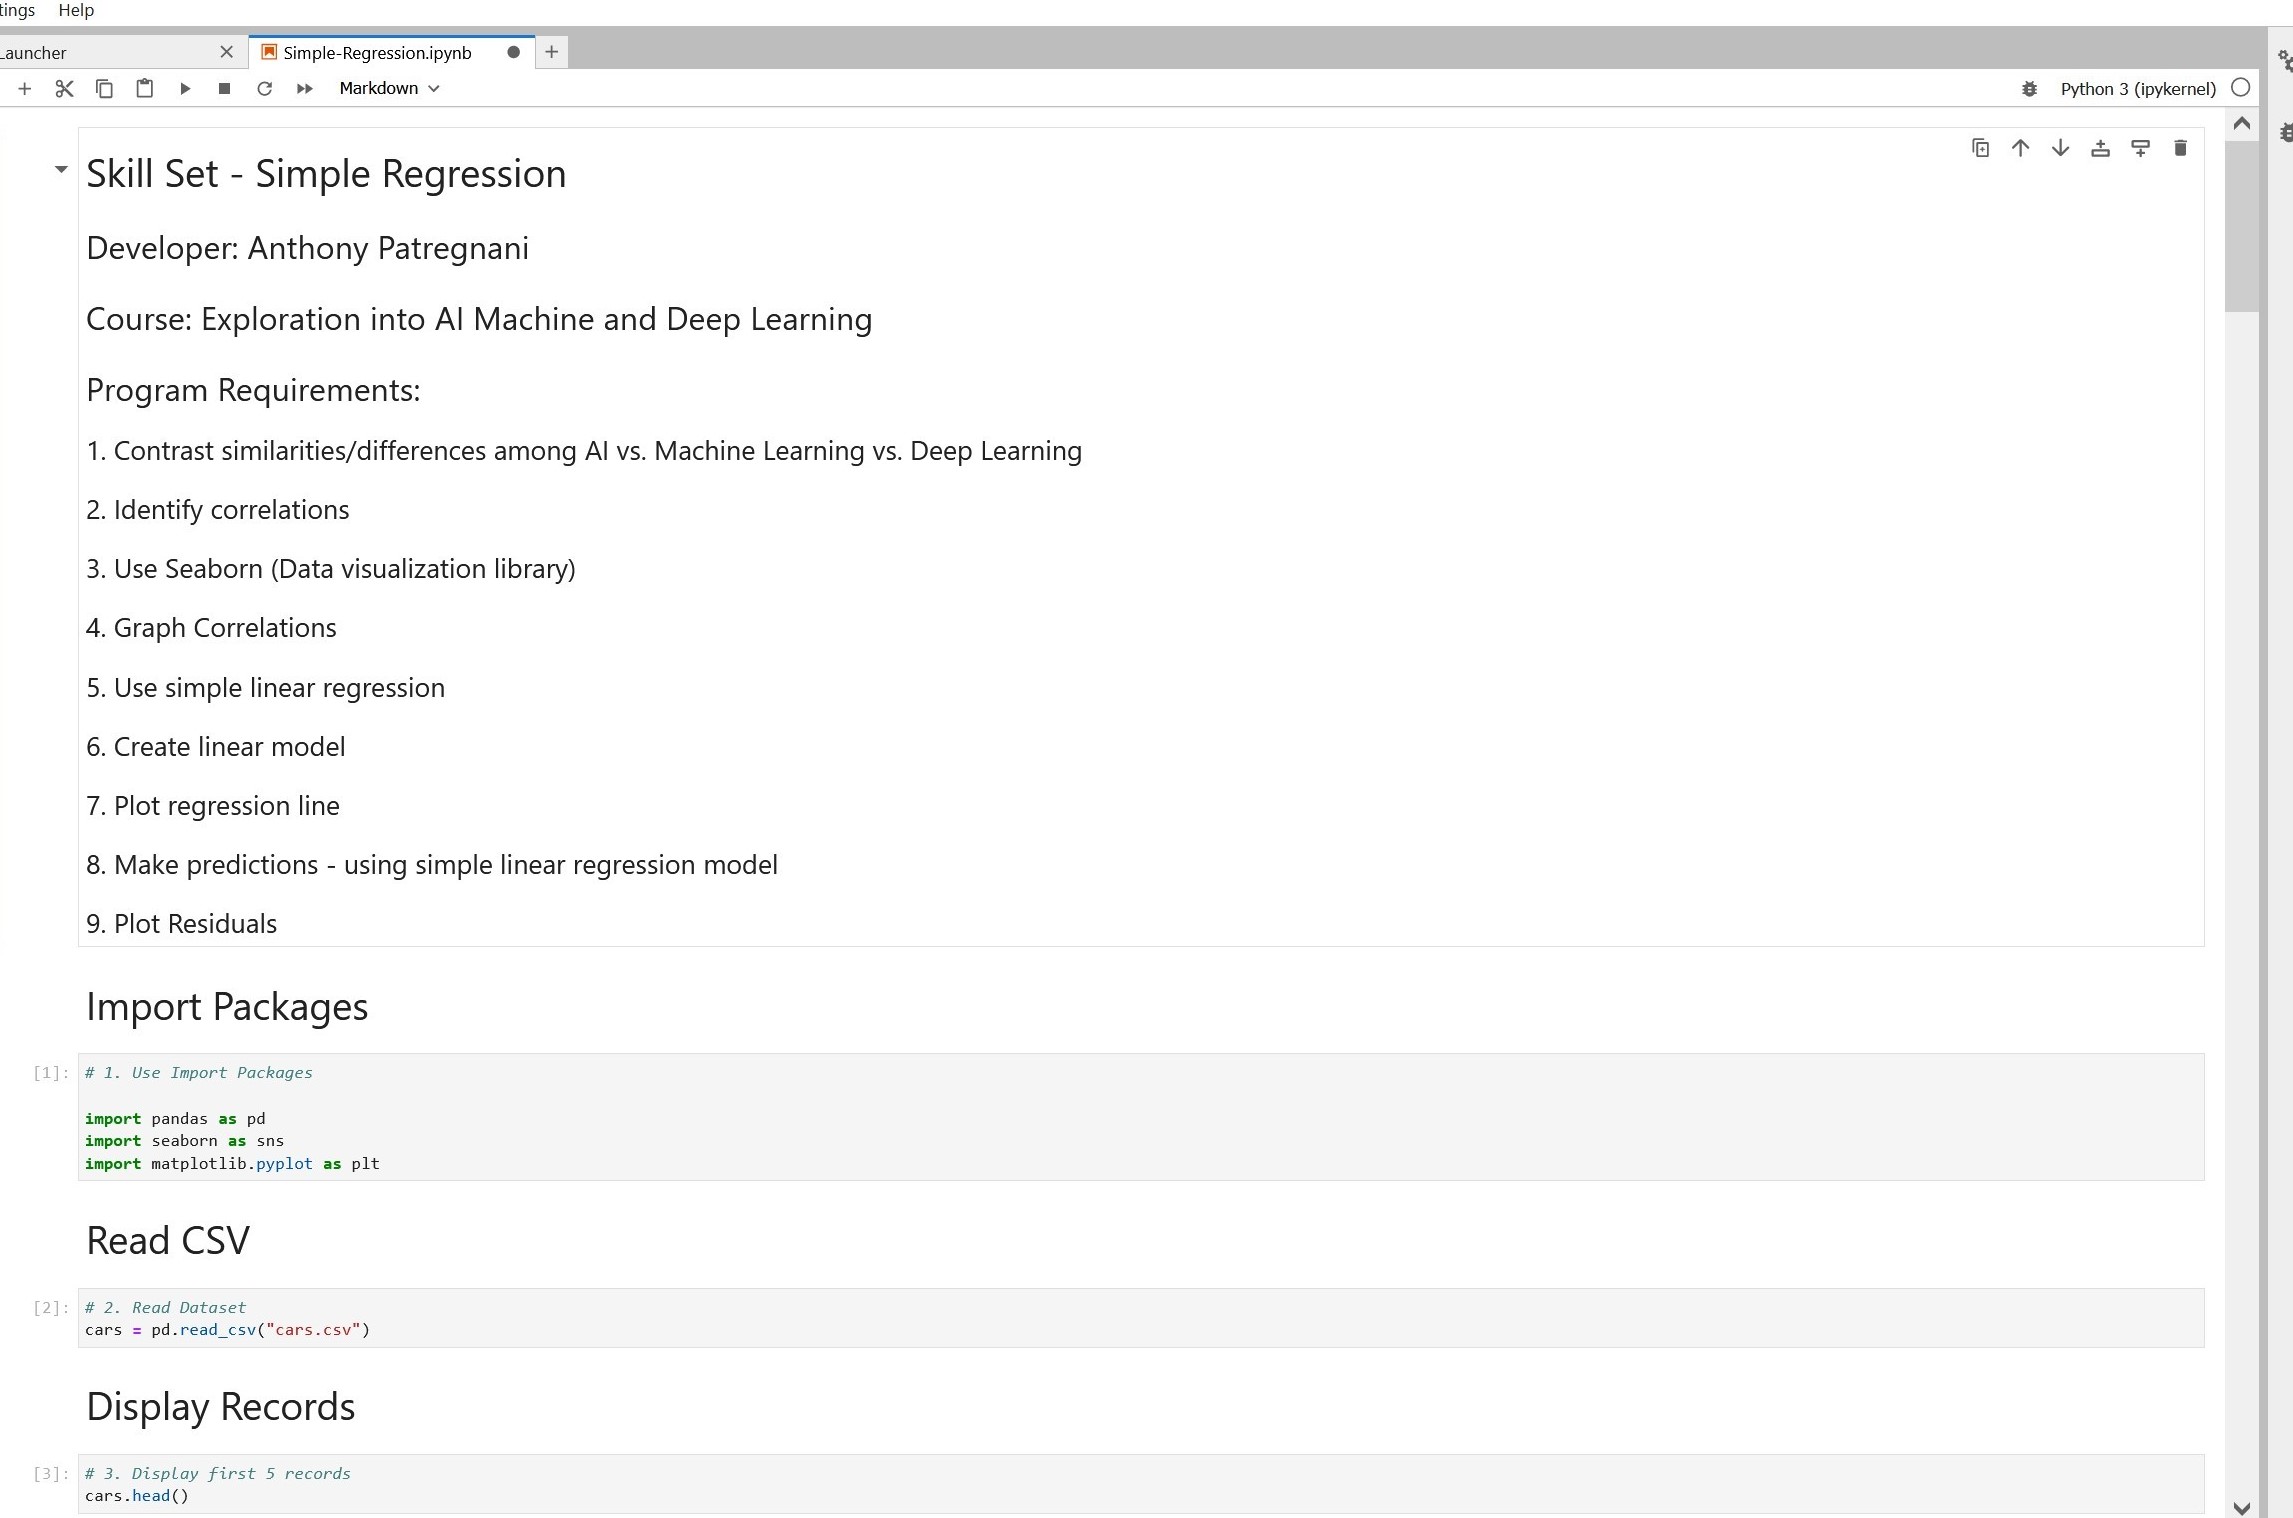 tings Help
Launcher Simple-Regression.ipynb
Markdown Python 3 (ipykernel)
Skill Set - Simple Regression
Developer: Anthony Patregnani
Course: Exploration into AI Machine and Deep Learning
Program Requirements:
1. Contrast similarities/differences among AI vs. Machine Learning vs. Deep Learning
2. Identify correlations
3. Use Seaborn (Data visualization library)
4. Graph Correlations
5. Use simple linear regression
6. Create linear model
7. Plot regression line
8. Make predictions - using simple linear regression model
9. Plot Residuals
Import Packages
[1]: # 1. Use Import Packages
import pandas as pd
import seaborn as sns
import matplotlib.pyplot as plt
Read CSV
[2]: # 2. Read Dataset
cars = pd.read_csv("cars.csv")
Display Records
[3]: # 3. Display first 5 records
cars.head()